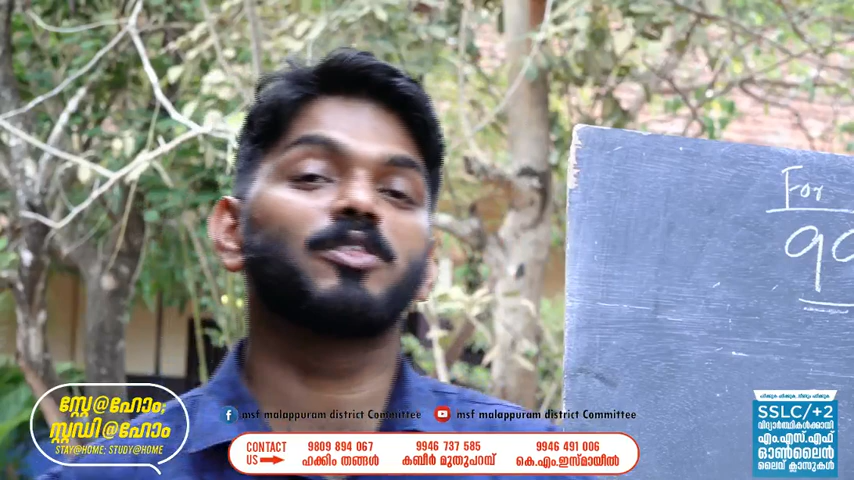 For
90
സ്റ്റേ@ഹോം;
സ്റ്റഡി@ഹോം
STAY@HOME; STUDY@HOME
msf malappuram district Committee
msf malappuram district Committee
CONTACT US
9809 894 067
ഹക്കിം തങ്ങൾ
9946 737 585
കബീർ മുതുപറമ്പ്
9946 491 006
കെ.എം.ഇസ്മായീൽ
SSLC/+2
വിദ്യാർത്ഥികൾക്കായി
എം.എസ്.എഫ്
ഓൺലൈൻ
ലൈവ് ക്ലാസുകൾ